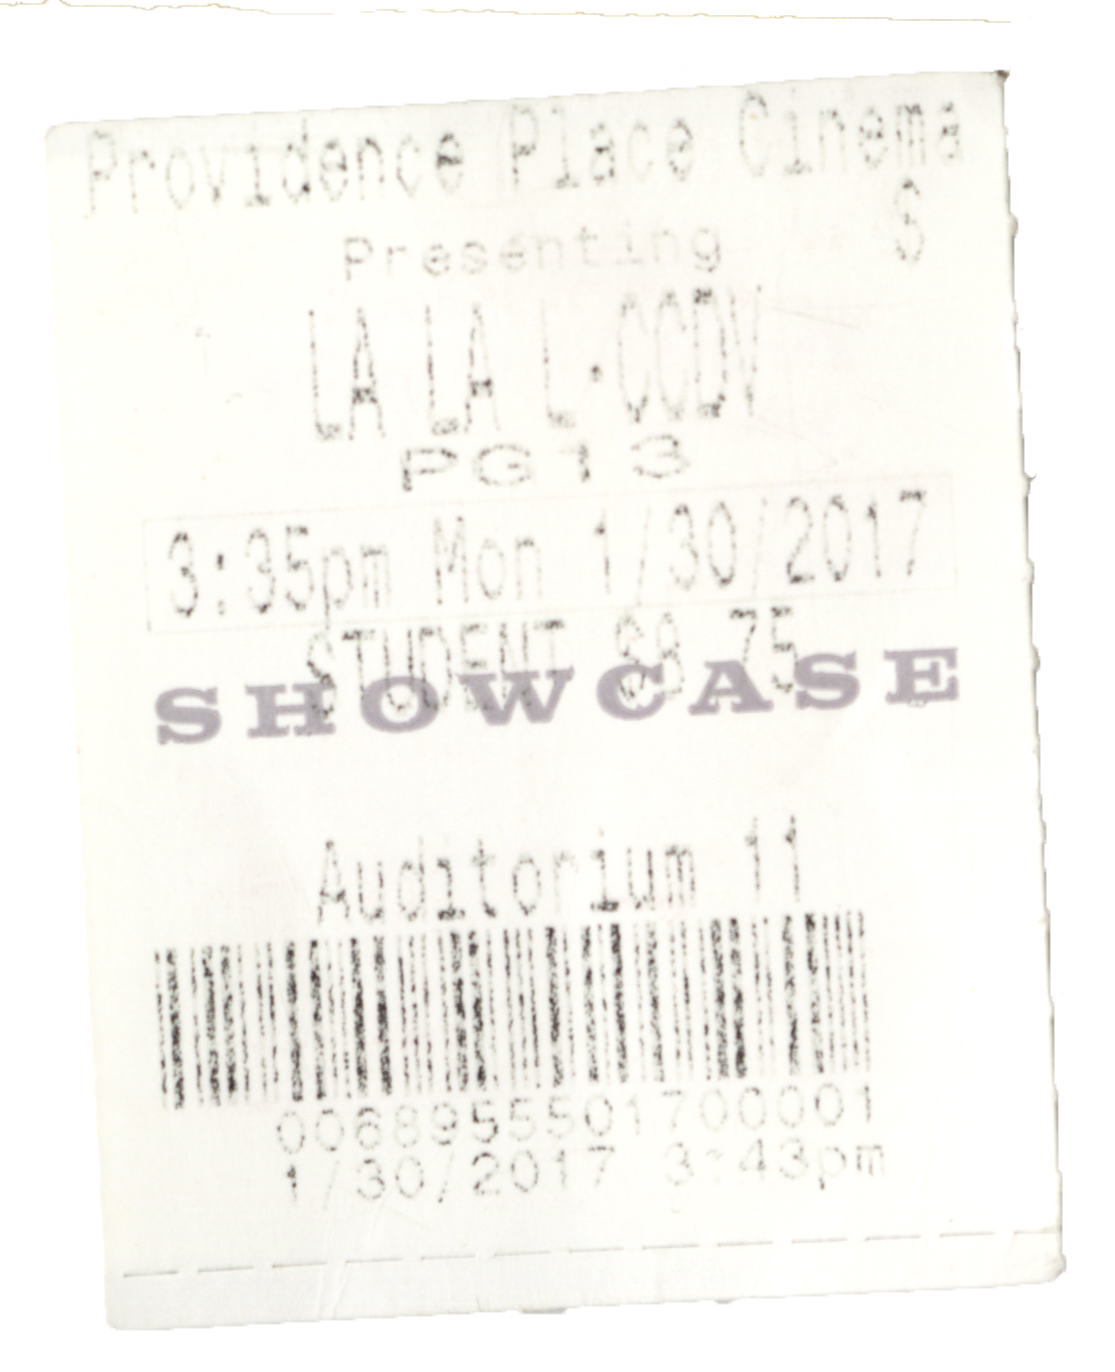 Providence Place Cinema
S
Presenting
LA LA L·CCDV
PG13
3:35pm Mon 1/30/2017
STUDENT $8.75
SHOWCASE
Auditorium 11
0068955501700001
1/30/2017 3:43pm